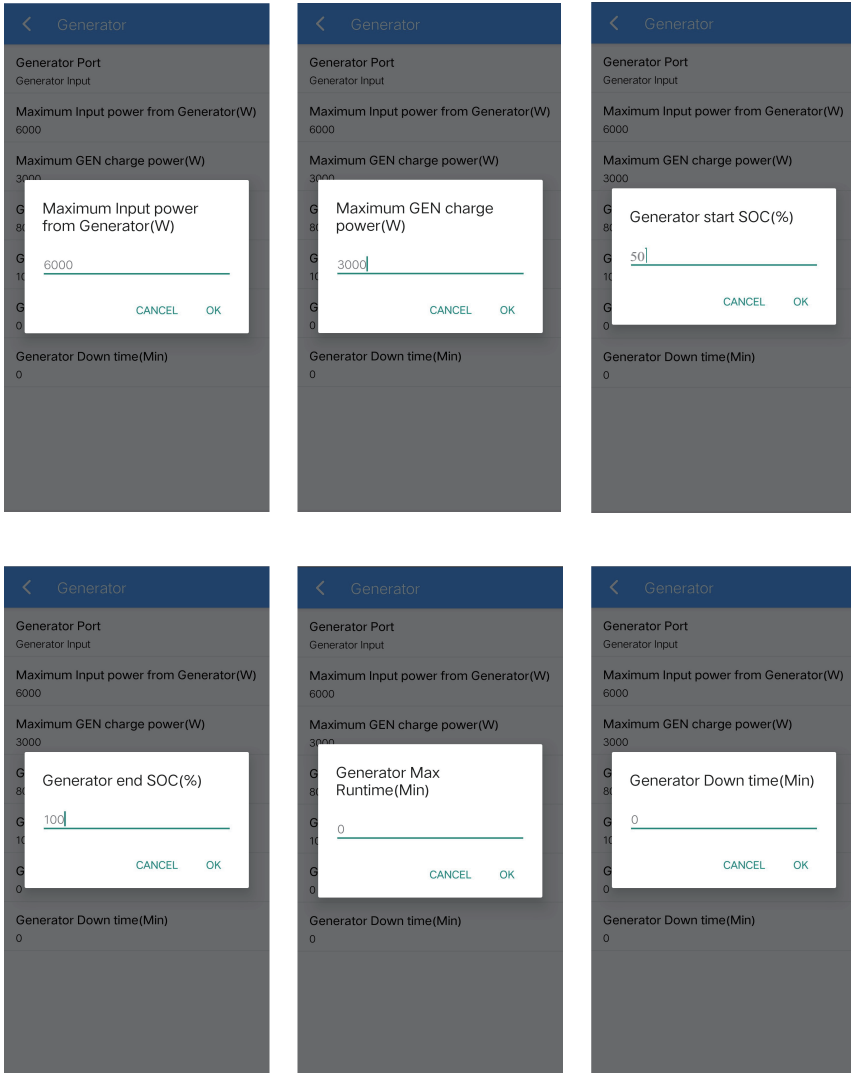 Generator
Generator Port
Generator Input
Maximum Input power from Generator(W)
6000
Maximum GEN charge power(W)
3000
Maximum Input power
from Generator(W)
6000
CANCEL OK
Generator Down time(Min)
0
Generator
Generator Port
Generator Input
Maximum Input power from Generator(W)
6000
Maximum GEN charge power(W)
3000
Maximum GEN charge
power(W)
3000
CANCEL OK
Generator Down time(Min)
0
Generator
Generator Port
Generator Input
Maximum Input power from Generator(W)
6000
Maximum GEN charge power(W)
3000
Generator start SOC(%)
50
CANCEL OK
Generator Down time(Min)
0
Generator
Generator Port
Generator Input
Maximum Input power from Generator(W)
6000
Maximum GEN charge power(W)
3000
Generator end SOC(%)
100
CANCEL OK
Generator Down time(Min)
0
Generator
Generator Port
Generator Input
Maximum Input power from Generator(W)
6000
Maximum GEN charge power(W)
3000
Generator Max
Runtime(Min)
0
CANCEL OK
Generator Down time(Min)
0
Generator
Generator Port
Generator Input
Maximum Input power from Generator(W)
6000
Maximum GEN charge power(W)
3000
Generator Down time(Min)
0
CANCEL OK
Generator Down time(Min)
0